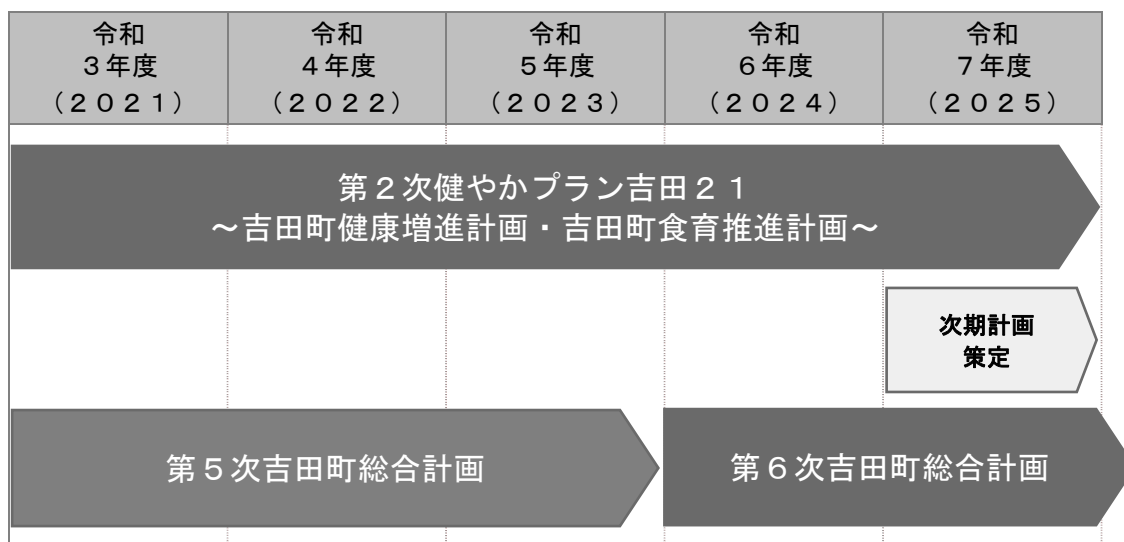 令和
３年度
（２０２１）
令和
４年度
（２０２２）
令和
５年度
（２０２３）
令和
６年度
（２０２４）
令和
７年度
（２０２５）
第２次健やかプラン吉田２１
～吉田町健康増進計画・吉田町食育推進計画～
次期計画
策定
第５次吉田町総合計画
第６次吉田町総合計画